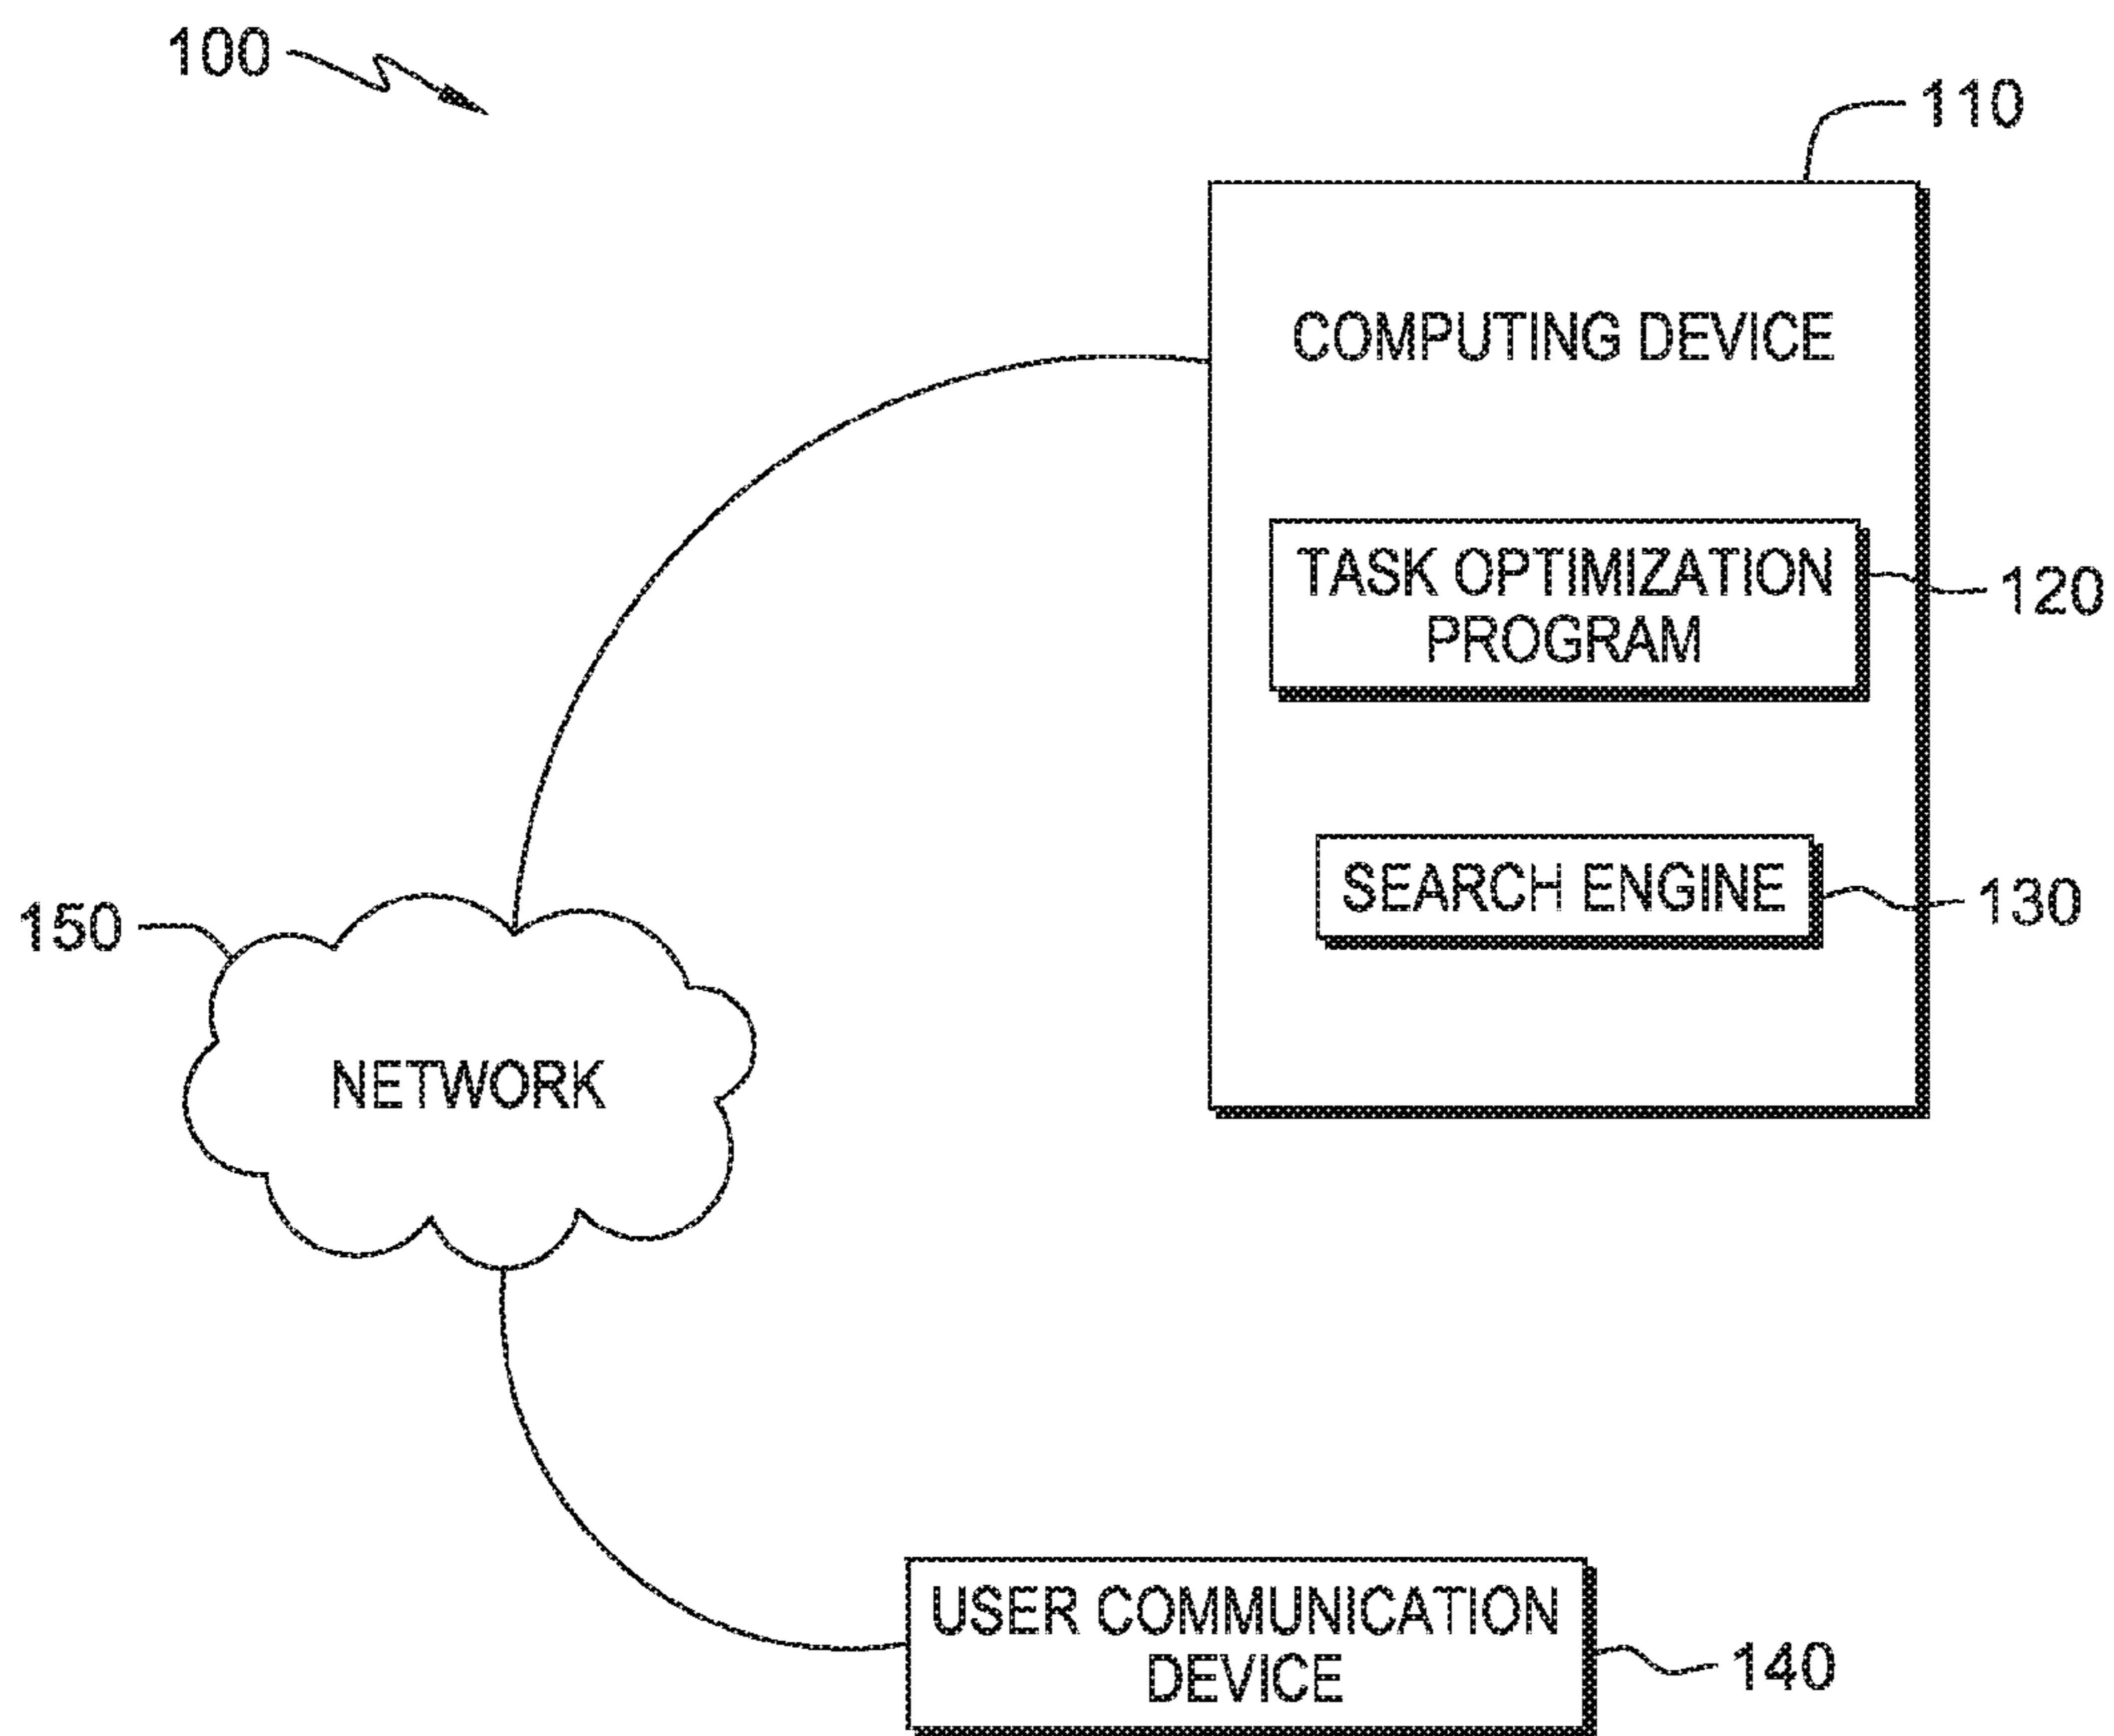 100
110
COMPUTING DEVICE
TASK OPTIMIZATION
PROGRAM
120
SEARCH ENGINE
130
150
NETWORK
USER COMMUNICATION
DEVICE
140